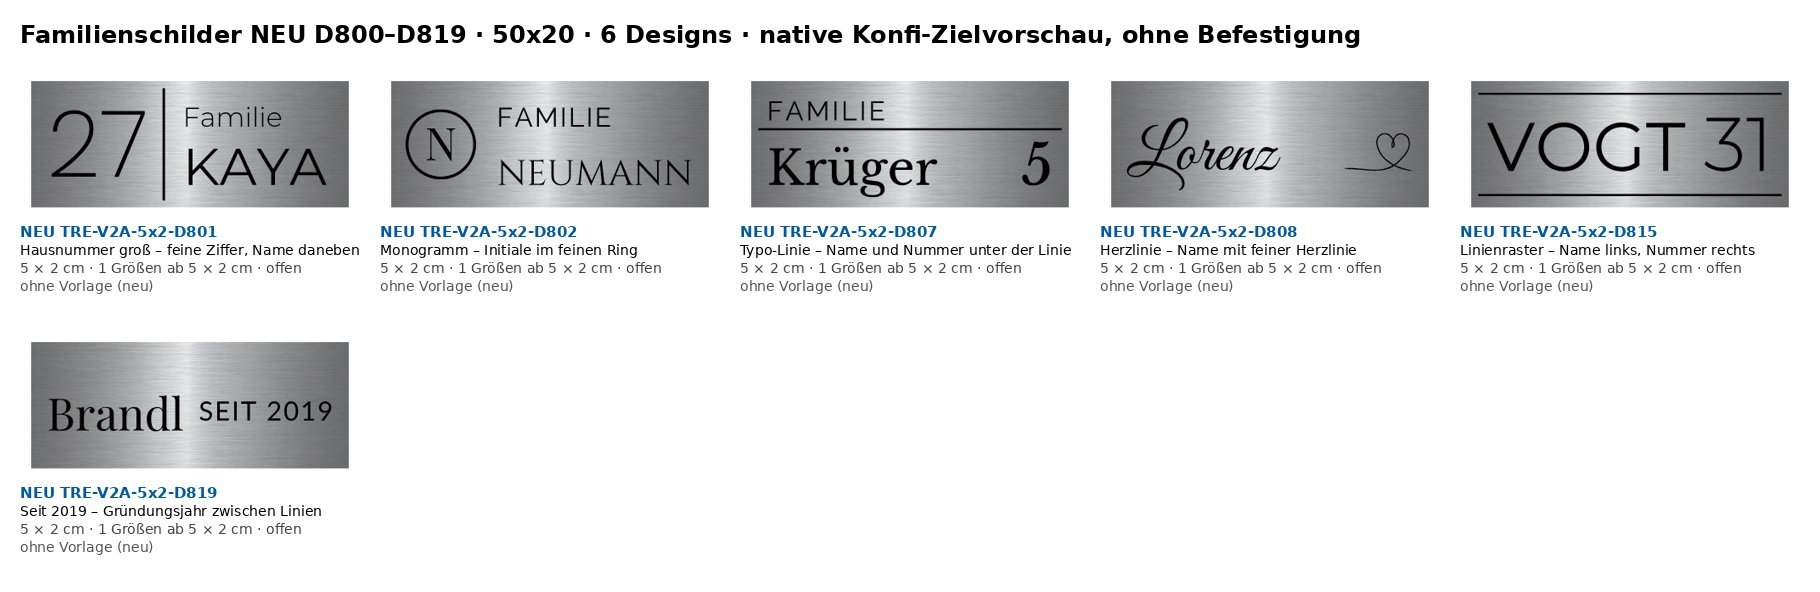 Familienschilder NEU D800–D819 · 50x20 · 6 Designs · native Konfi-Zielvorschau, ohne Befestigung
27
Familie
KAYA
NEU TRE-V2A-5x2-D801
Hausnummer groß – feine Ziffer, Name daneben
5 × 2 cm · 1 Größen ab 5 × 2 cm · offen
ohne Vorlage (neu)
N
FAMILIE
NEUMANN
NEU TRE-V2A-5x2-D802
Monogramm – Initiale im feinen Ring
5 × 2 cm · 1 Größen ab 5 × 2 cm · offen
ohne Vorlage (neu)
FAMILIE
Krüger 5
NEU TRE-V2A-5x2-D807
Typo-Linie – Name und Nummer unter der Linie
5 × 2 cm · 1 Größen ab 5 × 2 cm · offen
ohne Vorlage (neu)
Lorenz
NEU TRE-V2A-5x2-D808
Herzlinie – Name mit feiner Herzlinie
5 × 2 cm · 1 Größen ab 5 × 2 cm · offen
ohne Vorlage (neu)
VOGT 31
NEU TRE-V2A-5x2-D815
Linienraster – Name links, Nummer rechts
5 × 2 cm · 1 Größen ab 5 × 2 cm · offen
ohne Vorlage (neu)
Brandl SEIT 2019
NEU TRE-V2A-5x2-D819
Seit 2019 – Gründungsjahr zwischen Linien
5 × 2 cm · 1 Größen ab 5 × 2 cm · offen
ohne Vorlage (neu)